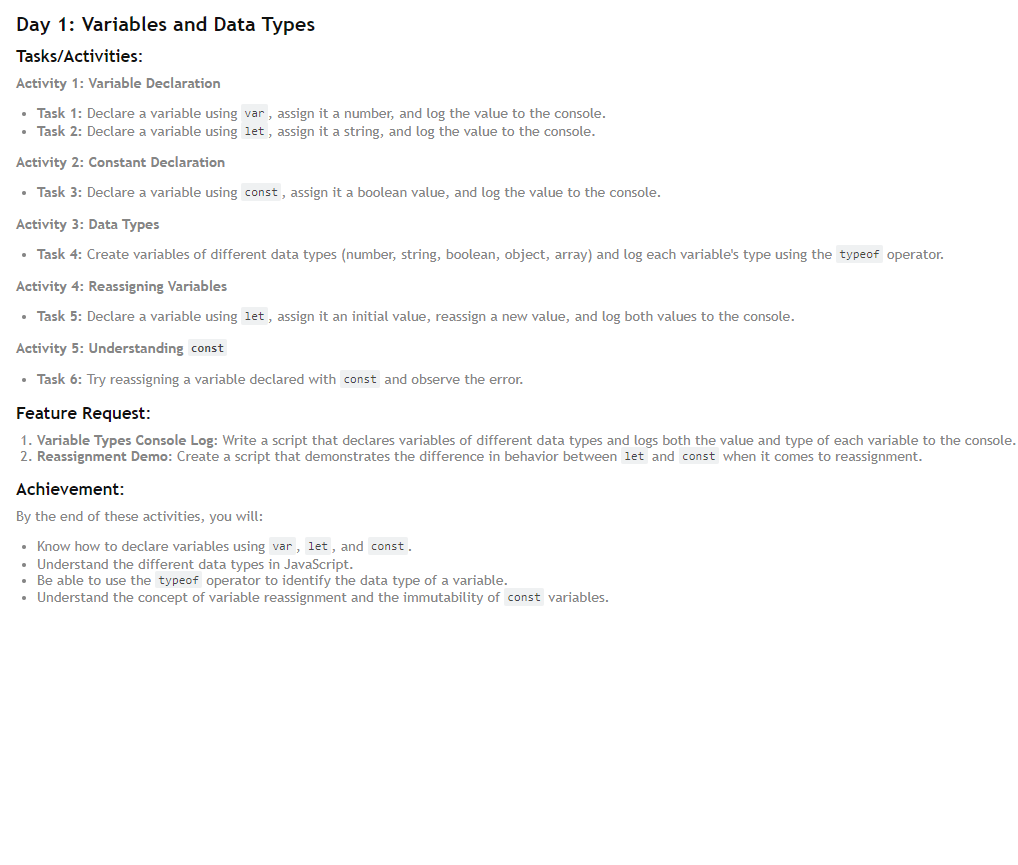 Day 1: Variables and Data Types
Tasks/Activities:
Activity 1: Variable Declaration
• Task 1: Declare a variable using var, assign it a number, and log the value to the console.
• Task 2: Declare a variable using let, assign it a string, and log the value to the console.
Activity 2: Constant Declaration
• Task 3: Declare a variable using const, assign it a boolean value, and log the value to the console.
Activity 3: Data Types
• Task 4: Create variables of different data types (number, string, boolean, object, array) and log each variable's type using the typeof operator.
Activity 4: Reassigning Variables
• Task 5: Declare a variable using let, assign it an initial value, reassign a new value, and log both values to the console.
Activity 5: Understanding const
• Task 6: Try reassigning a variable declared with const and observe the error.
Feature Request:
1. Variable Types Console Log: Write a script that declares variables of different data types and logs both the value and type of each variable to the console.
2. Reassignment Demo: Create a script that demonstrates the difference in behavior between let and const when it comes to reassignment.
Achievement:
By the end of these activities, you will:
• Know how to declare variables using var, let, and const.
• Understand the different data types in JavaScript.
• Be able to use the typeof operator to identify the data type of a variable.
• Understand the concept of variable reassignment and the immutability of const variables.